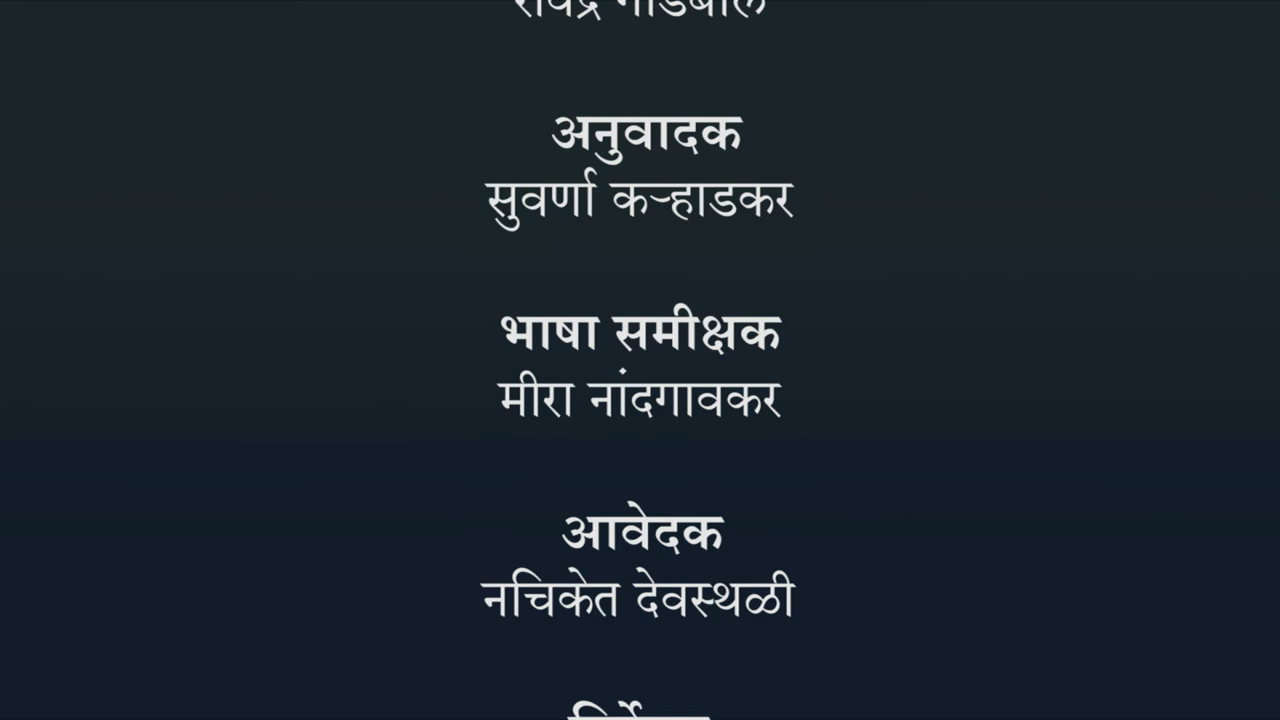 अनुवादक
सुवर्णा कऱ्हाडकर
भाषा समीक्षक
मीरा नांदगावकर
आवेदक
नचिकेत देवस्थळी